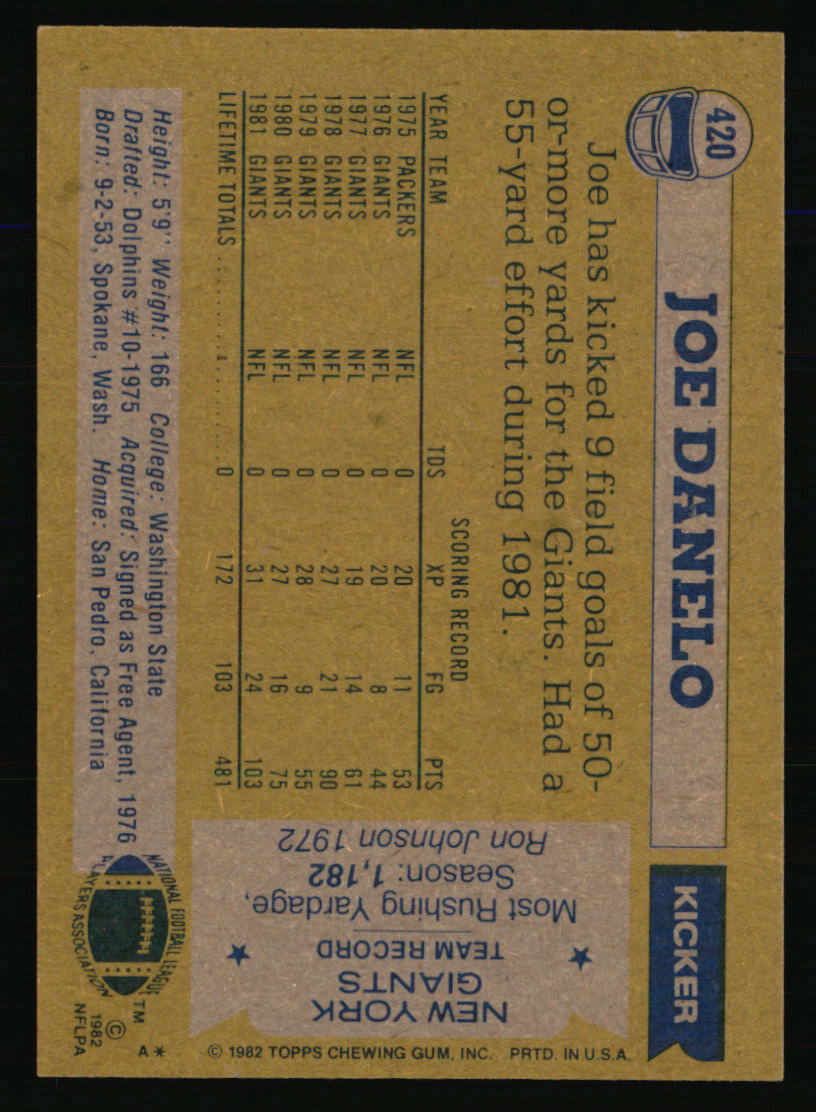 420
JOE DANELO
KICKER
Joe has kicked 9 field goals of 50-
or-more yards for the Giants. Had a
55-yard effort during 1981.
SCORING RECORD
YEAR TEAM TDS XP FG PTS
1975 PACKERS NFL 0 20 11 53
1976 GIANTS NFL 0 20 8 44
1977 GIANTS NFL 0 19 14 61
1978 GIANTS NFL 0 27 21 90
1979 GIANTS NFL 0 28 9 55
1980 GIANTS NFL 0 27 16 75
1981 GIANTS NFL 0 31 24 103
LIFETIME TOTALS .......... 0 172 103 481
Height: 5'9" Weight: 166 College: Washington State
Drafted: Dolphins #10-1975 Acquired: Signed as Free Agent, 1976
Born: 9-2-53, Spokane, Wash. Home: San Pedro, California
NEW YORK
GIANTS
★ TEAM RECORD ★
Most Rushing Yardage,
Season: 1,182
Ron Johnson 1972
NATIONAL FOOTBALL LEAGUE
PLAYERS ASSOCIATION
TM
©
1982
NFLPA
A*
© 1982 TOPPS CHEWING GUM, INC. PRTD. IN U.S.A.